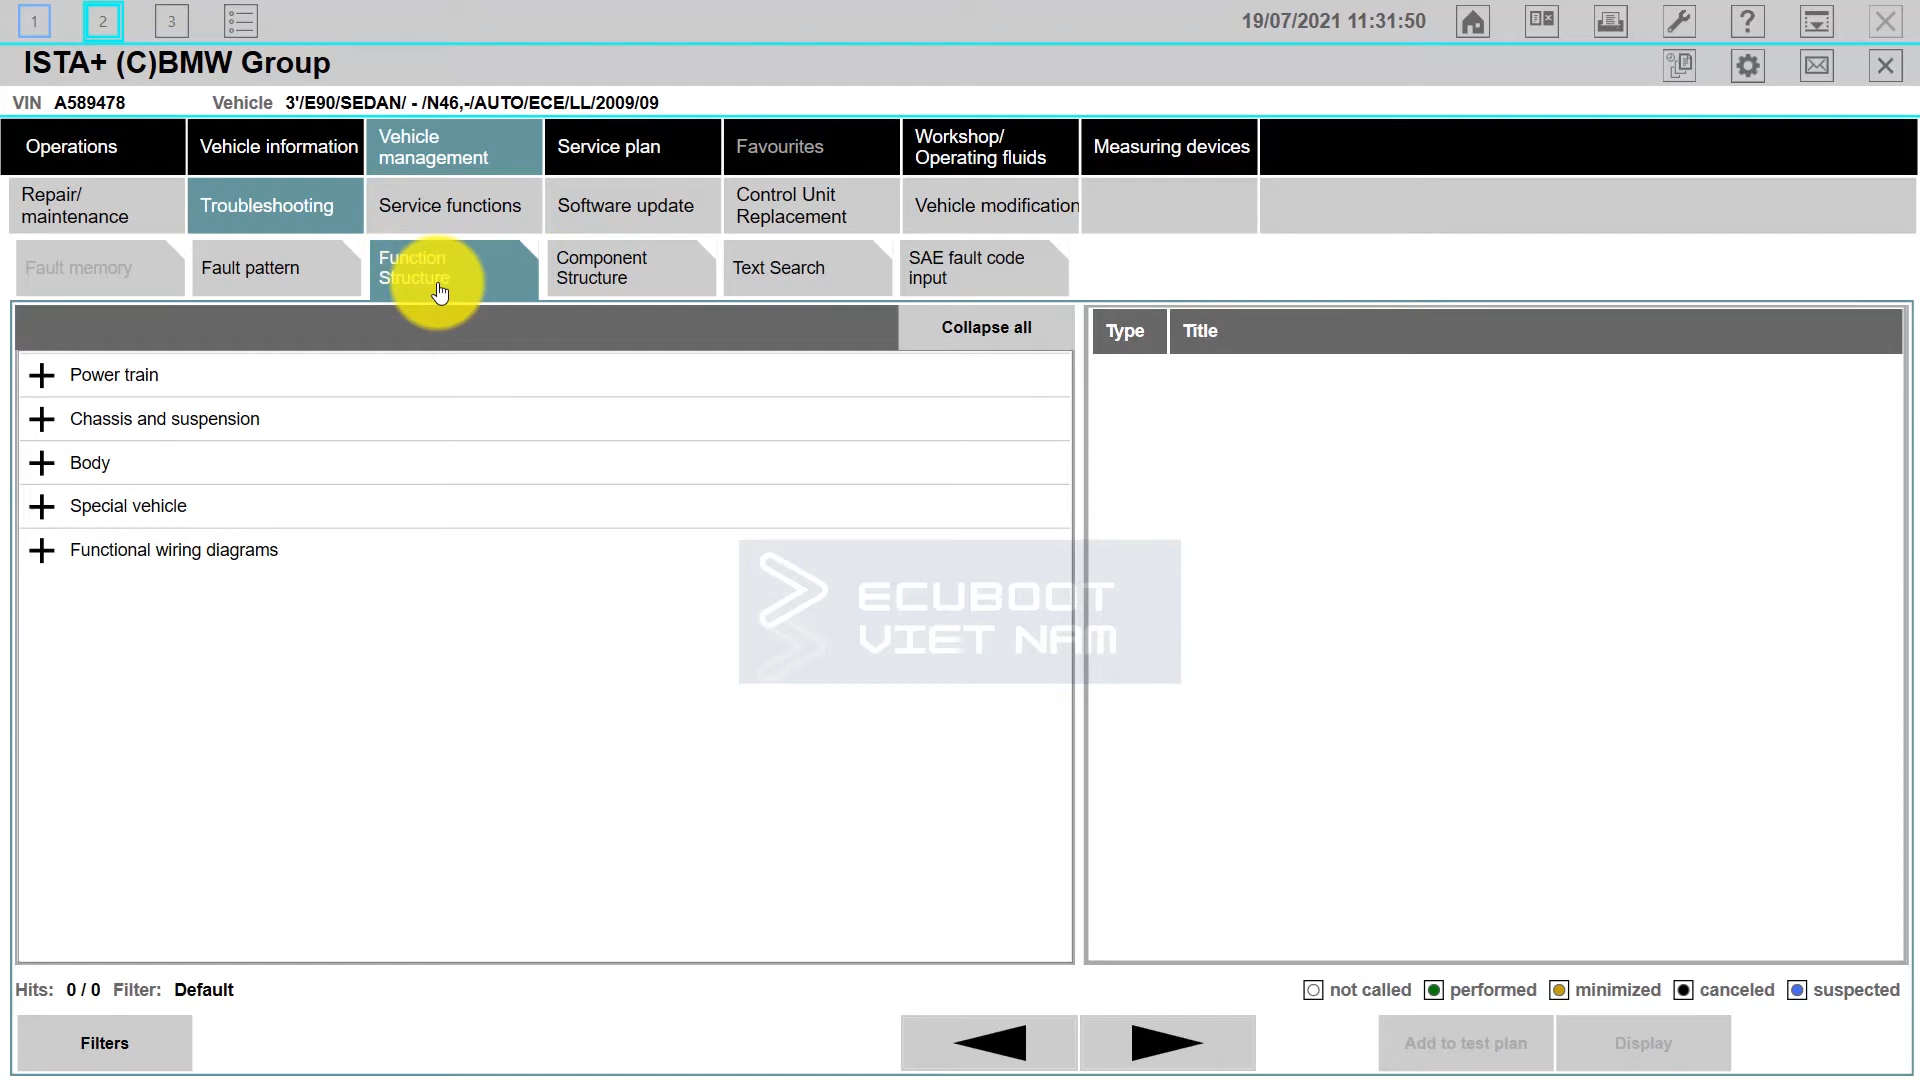 1 2 3
19/07/2021 11:31:50
?
ISTA+ (C)BMW Group
VIN A589478 Vehicle 3'/E90/SEDAN/ - /N46,-/AUTO/ECE/LL/2009/09
Operations
Vehicle information
Vehicle
management
Service plan
Favourites
Workshop/
Operating fluids
Measuring devices
Repair/
maintenance
Troubleshooting
Service functions
Software update
Control Unit
Replacement
Vehicle modification
Fault memory
Fault pattern
Function
Structure
Component
Structure
Text Search
SAE fault code
input
Collapse all
Type Title
Power train
Chassis and suspension
Body
Special vehicle
Functional wiring diagrams
ECUBOOT
VIET NAM
Hits: 0 / 0 Filter: Default
not called performed minimized canceled suspected
Filters
Add to test plan
Display